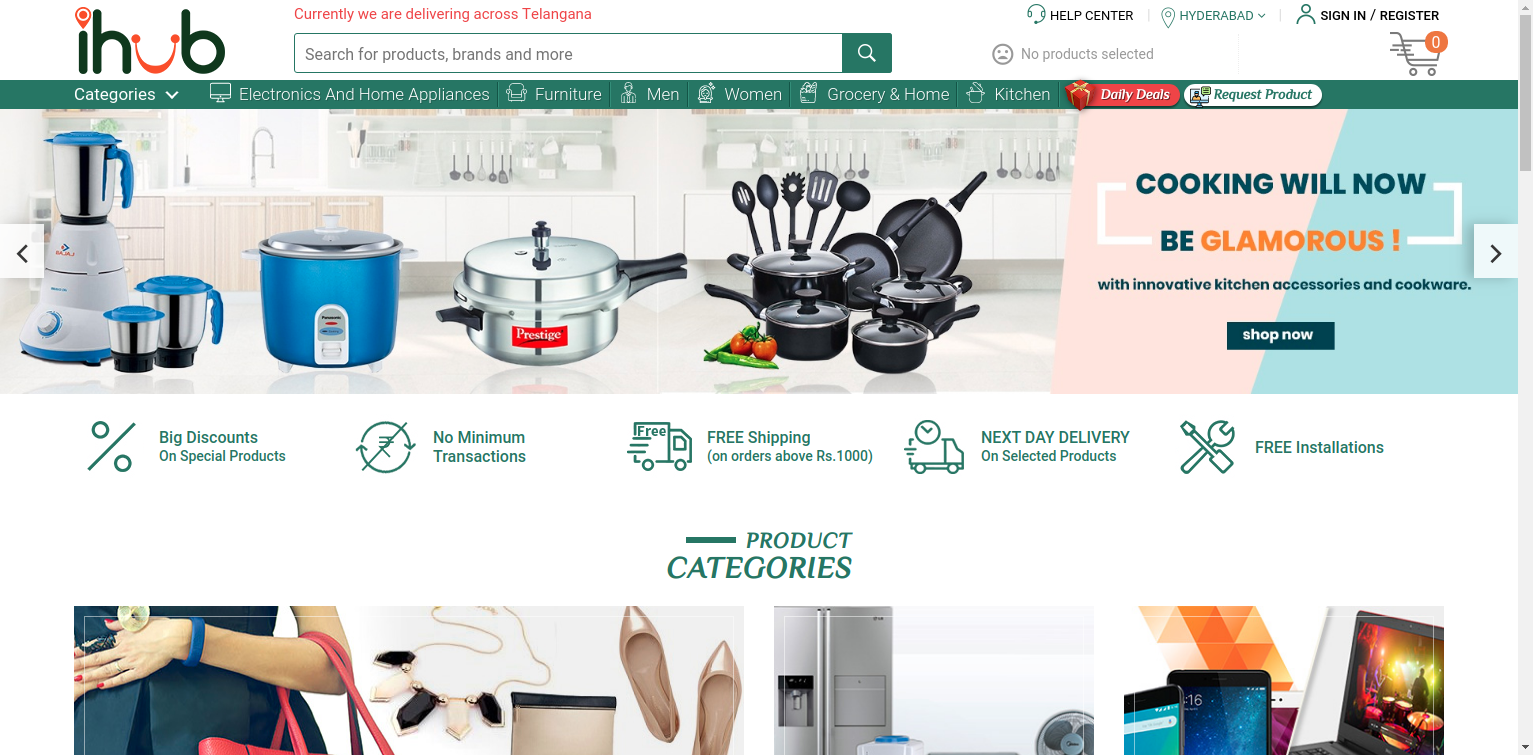 ihub
Currently we are delivering across Telangana
HELP CENTER
HYDERABAD
SIGN IN / REGISTER
Search for products, brands and more
No products selected
0
Categories
Electronics And Home Appliances
Furniture
Men
Women
Grocery & Home
Kitchen
Daily Deals
Request Product
BAJAJ
Panasonic
Prestige
COOKING WILL NOW
BE GLAMOROUS !
with innovative kitchen accessories and cookware.
shop now
Big Discounts
On Special Products
No Minimum
Transactions
Free
FREE Shipping
(on orders above Rs.1000)
NEXT DAY DELIVERY
On Selected Products
FREE Installations
PRODUCT
CATEGORIES